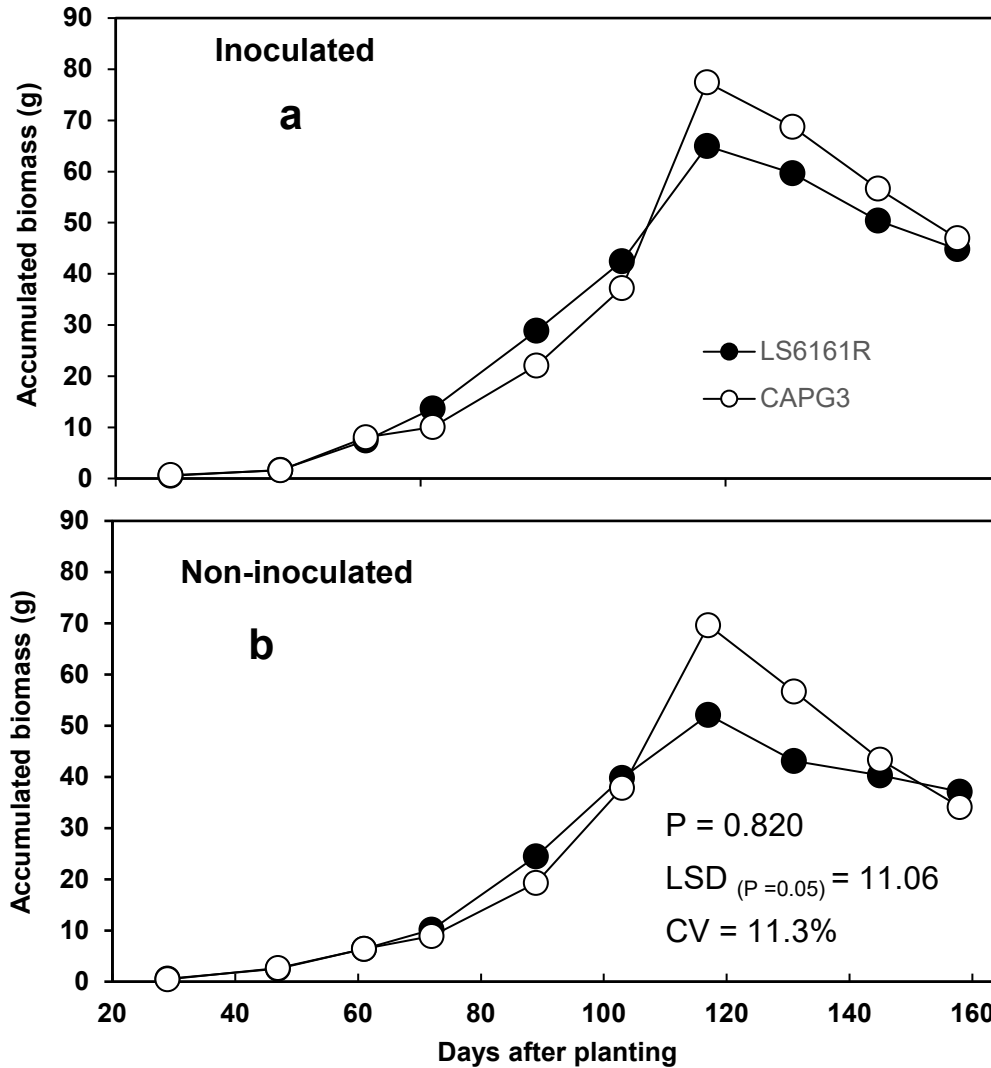 90
80
70
60
50
40
30
20
10
0
Accumulated biomass (g)
Inoculated
a
LS6161R
CAPG3
90
80
70
60
50
40
30
20
10
0
Accumulated biomass (g)
Non-inoculated
b
P = 0.820
LSD (P =0.05) = 11.06
CV = 11.3%
20 40 60 80 100 120 140 160
Days after planting